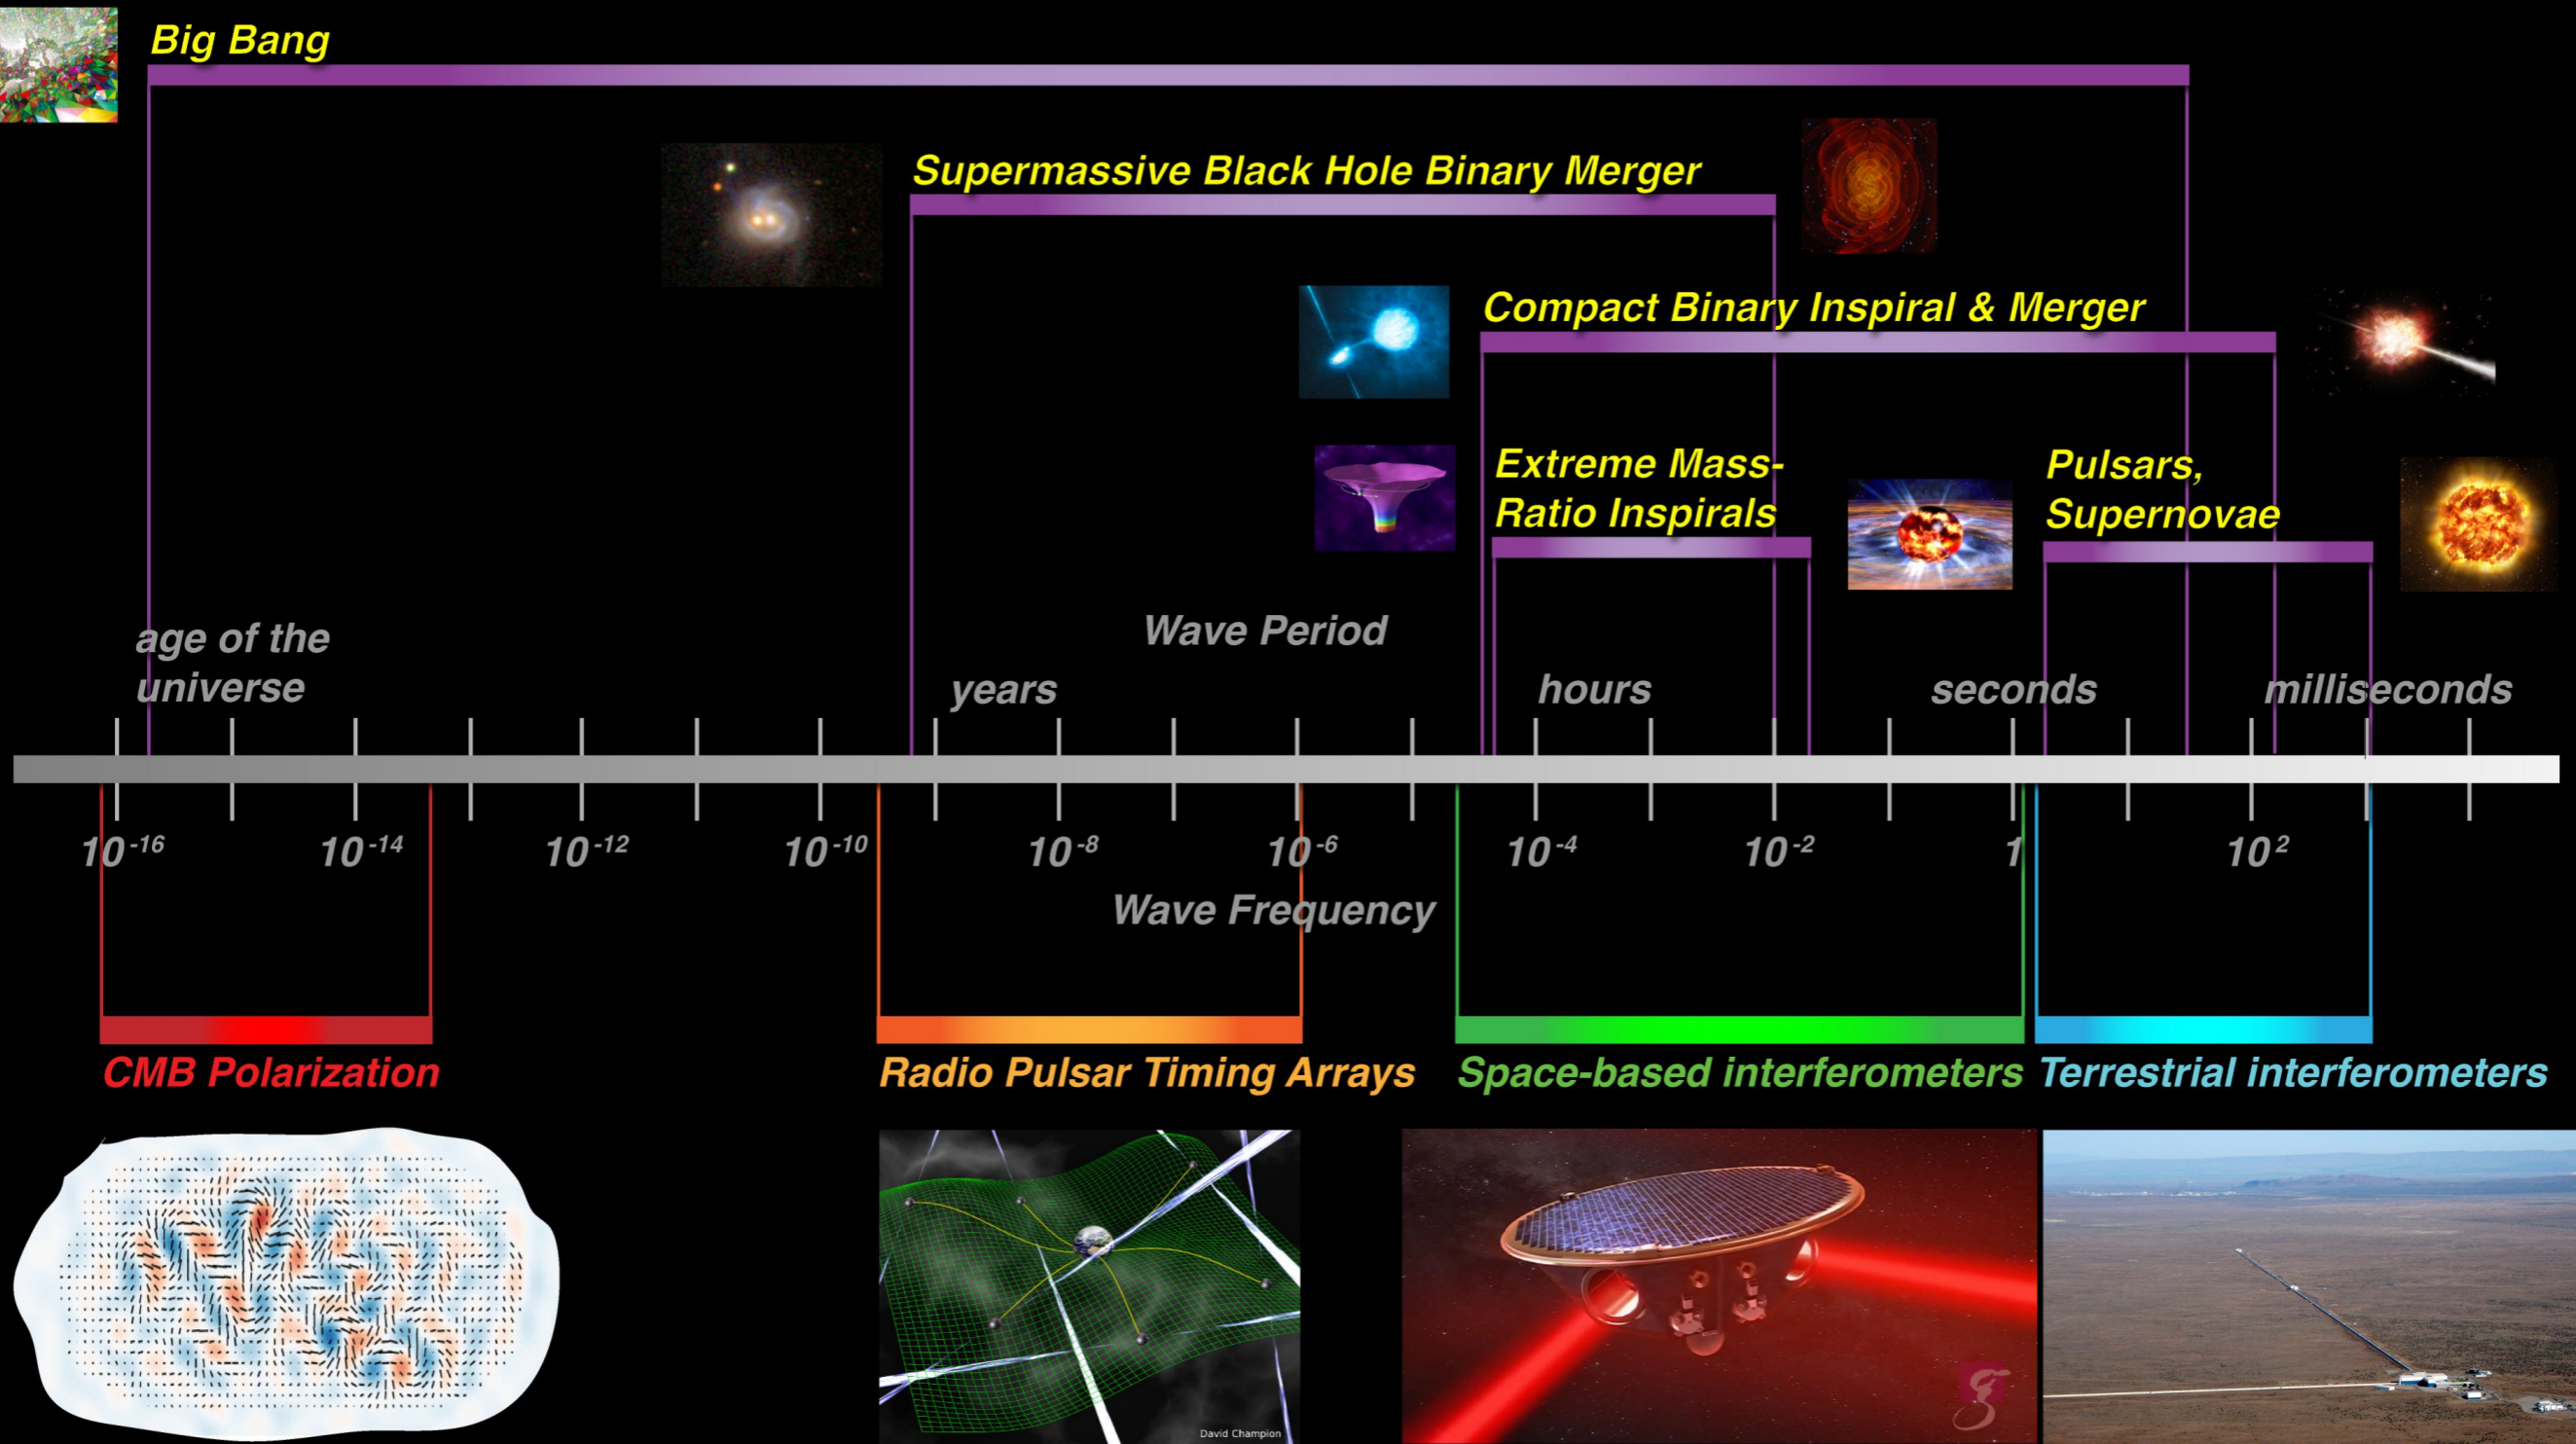 Big Bang
Supermassive Black Hole Binary Merger
Compact Binary Inspiral & Merger
Extreme Mass-
Ratio Inspirals
Pulsars,
Supernovae
age of the
universe
Wave Period
years
hours
seconds
milliseconds
10⁻¹⁶
10⁻¹⁴
10⁻¹²
10⁻¹⁰
10⁻⁸
10⁻⁶
10⁻⁴
10⁻²
1
10²
Wave Frequency
CMB Polarization
Radio Pulsar Timing Arrays
Space-based interferometers
Terrestrial interferometers
David Champion